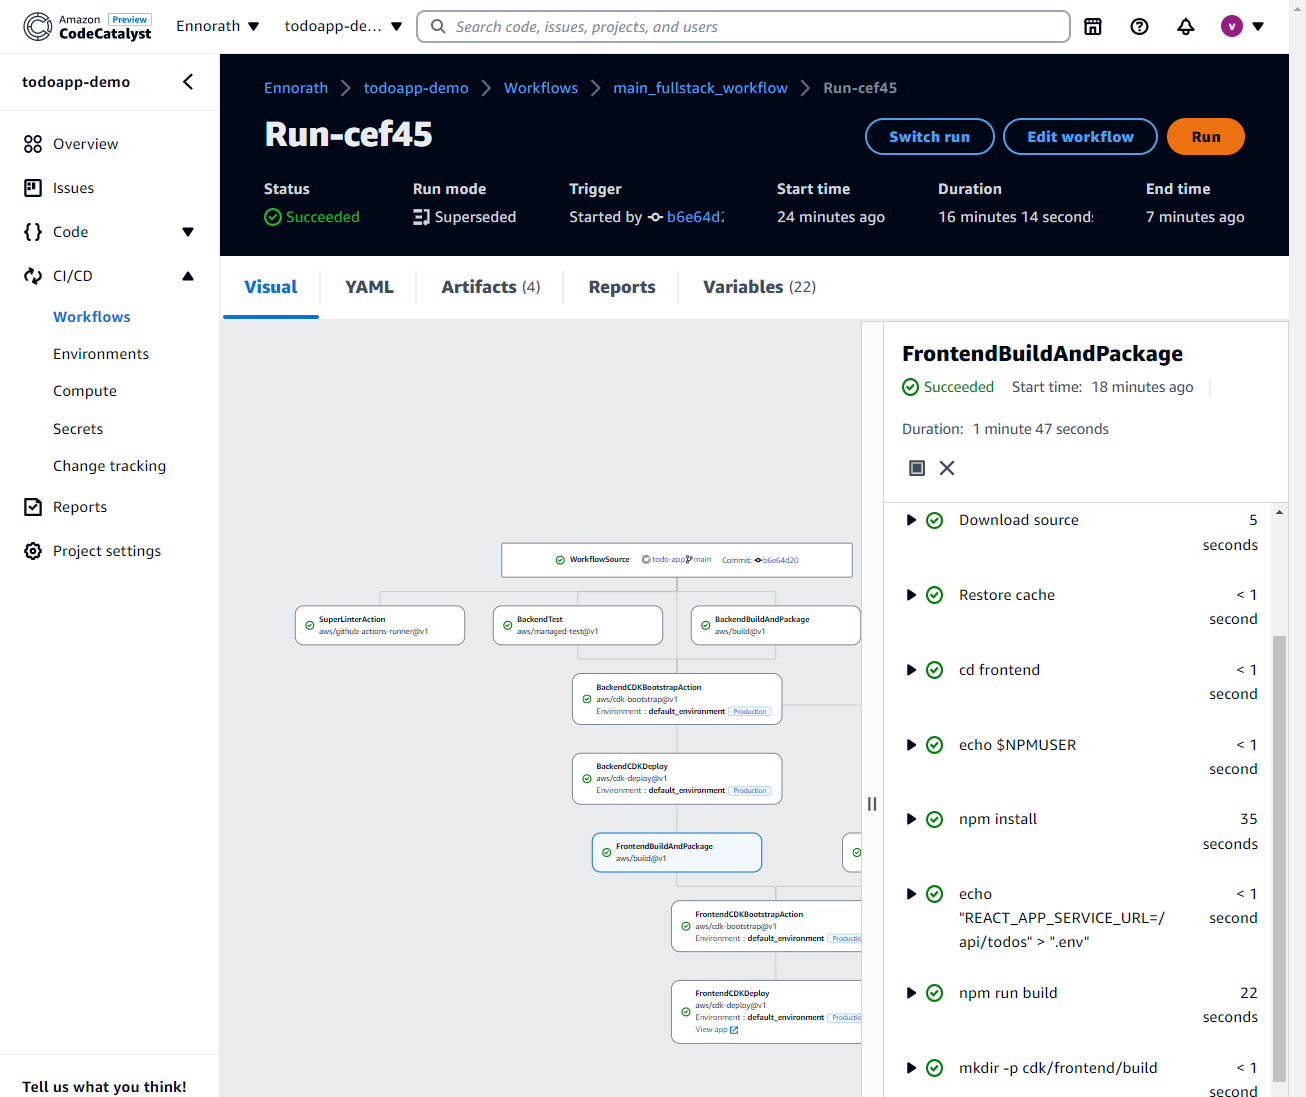 Amazon Preview
CodeCatalyst
Ennorath
todoapp-de...
Search code, issues, projects, and users
v
todoapp-demo
Overview
Issues
Code
CI/CD
Workflows
Environments
Compute
Secrets
Change tracking
Reports
Project settings
Tell us what you think!
Ennorath > todoapp-demo > Workflows > main_fullstack_workflow > Run-cef45
Run-cef45
Switch run
Edit workflow
Run
Status
Succeeded
Run mode
Superseded
Trigger
Started by b6e64d2
Start time
24 minutes ago
Duration
16 minutes 14 seconds
End time
7 minutes ago
Visual
YAML
Artifacts (4)
Reports
Variables (22)
WorkflowSource todo-app main Commit: b6e64d20
SuperLinterAction
aws/github-actions-runner@v1
BackendTest
aws/managed-test@v1
BackendBuildAndPackage
aws/build@v1
BackendCDKBootstrapAction
aws/cdk-bootstrap@v1
Environment : default_environment Production
BackendCDKDeploy
aws/cdk-deploy@v1
Environment : default_environment Production
FrontendBuildAndPackage
aws/build@v1
FrontendCDKBootstrapAction
aws/cdk-bootstrap@v1
Environment : default_environment Productio
FrontendCDKDeploy
aws/cdk-deploy@v1
Environment : default_environment Productio
View app
FrontendBuildAndPackage
Succeeded Start time: 18 minutes ago
Duration: 1 minute 47 seconds
Download source 5
seconds
Restore cache < 1
second
cd frontend < 1
second
echo $NPMUSER < 1
second
npm install 35
seconds
echo < 1
"REACT_APP_SERVICE_URL=/ second
api/todos" > ".env"
npm run build 22
seconds
mkdir -p cdk/frontend/build < 1
second